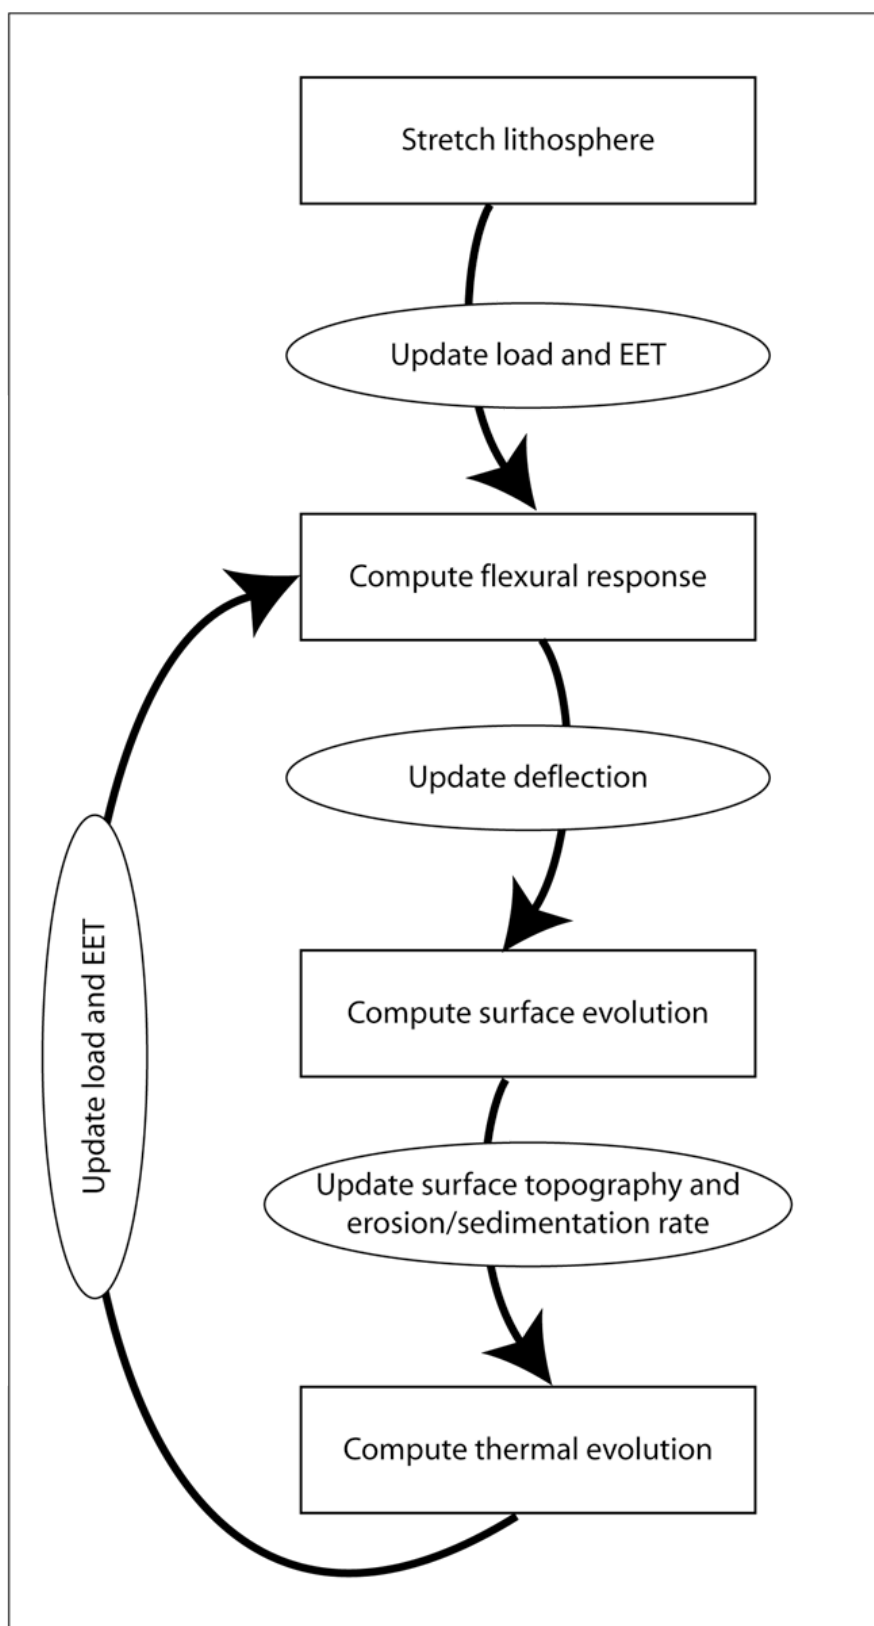 Stretch lithosphere
Update load and EET
Compute flexural response
Update deflection
Update load and EET
Compute surface evolution
Update surface topography and
erosion/sedimentation rate
Compute thermal evolution